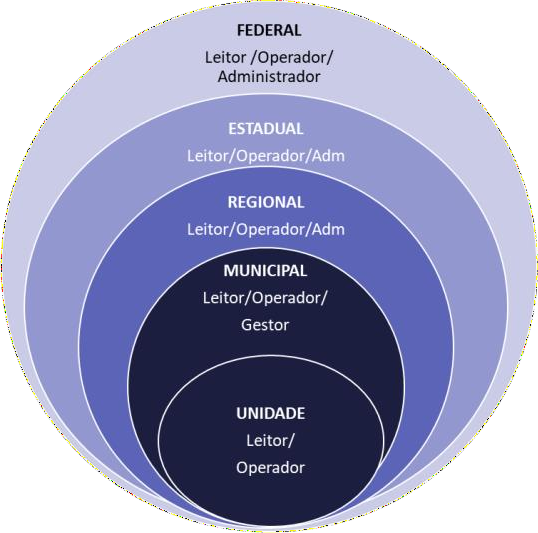 FEDERAL
Leitor /Operador/
Administrador
ESTADUAL
Leitor/Operador/Adm
REGIONAL
Leitor/Operador/Adm
MUNICIPAL
Leitor/Operador/
Gestor
UNIDADE
Leitor/
Operador